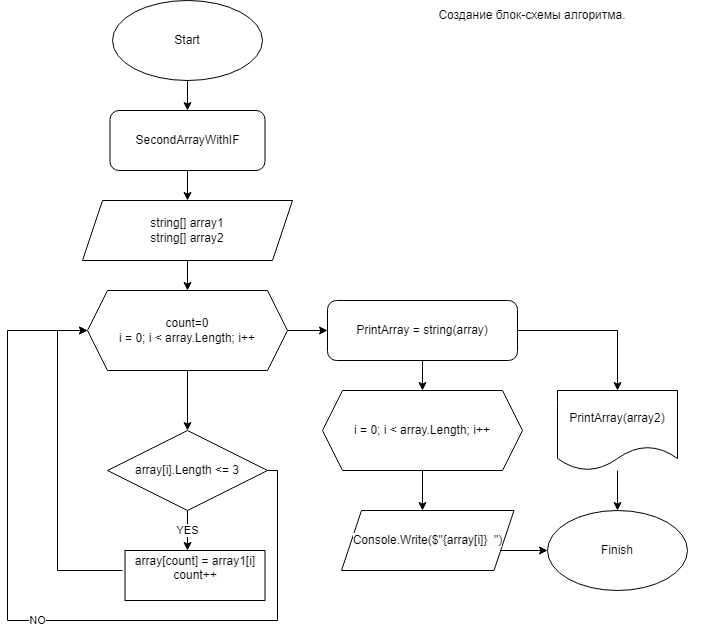 Создание блок-схемы алгоритма.
Start
SecondArrayWithIF
string[] array1
string[] array2
count=0
i = 0; i < array.Length; i++
PrintArray = string(array)
i = 0; i < array.Length; i++
PrintArray(array2)
array[i].Length <= 3
YES
Console.Write($"{array[i]}  ")
Finish
array[count] = array1[i]
count++
NO